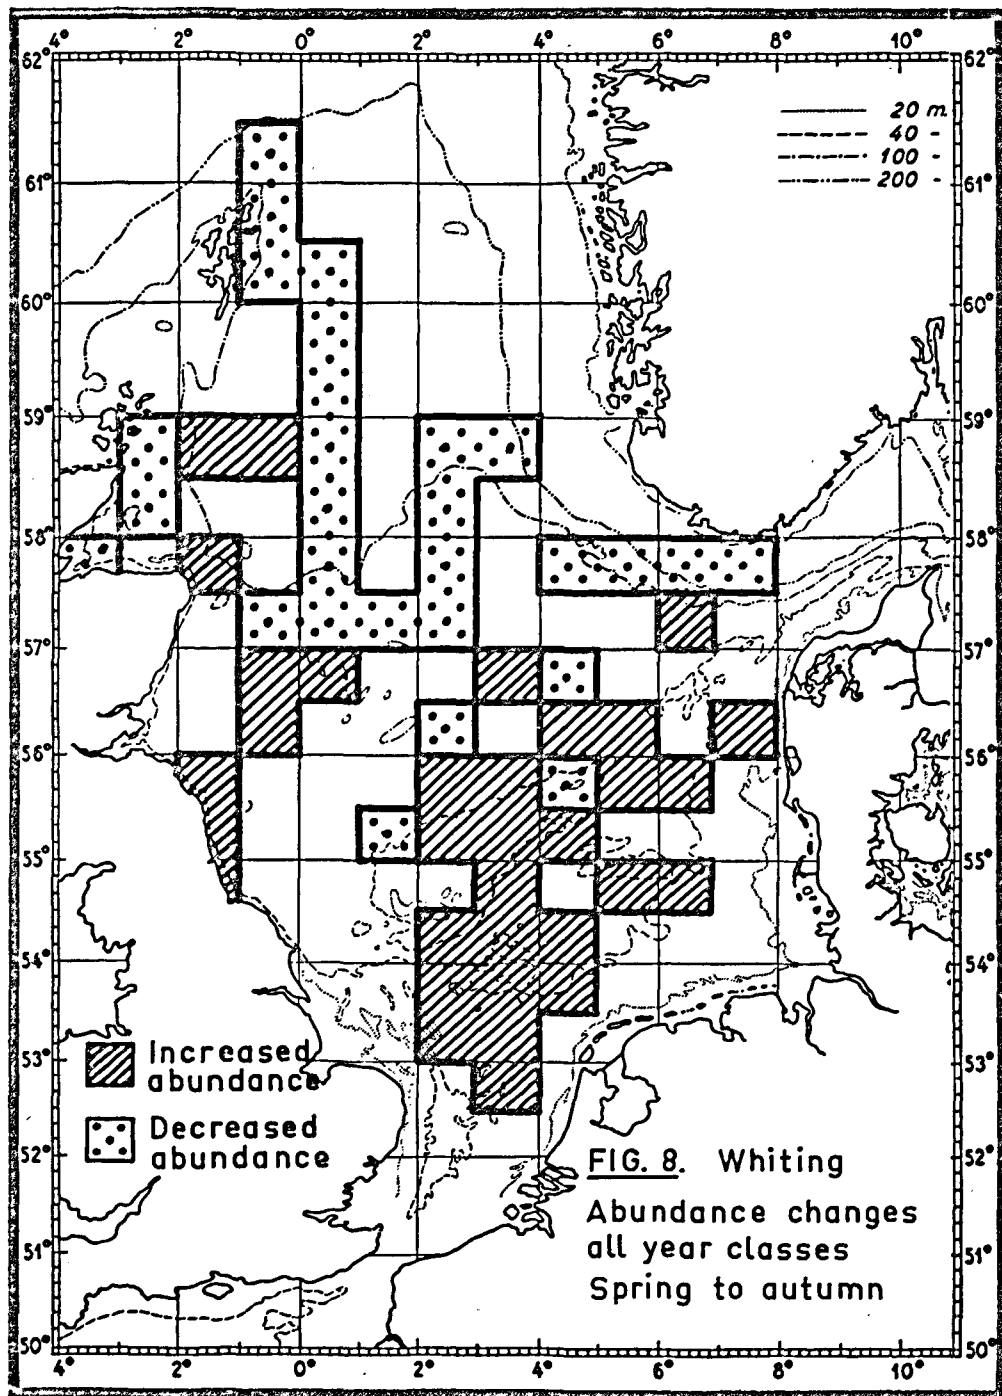 4° 2° 0° 2° 4° 6° 8° 10°
62° 62°
20 m
40 -
100 -
200 -
61° 61°
60° 60°
59° 59°
58° 58°
57° 57°
56° 56°
55° 55°
54° 54°
53° 53°
52° 52°
51° 51°
50° 50°
Increased
abundance
Decreased
abundance
FIG. 8. Whiting
Abundance changes
all year classes
Spring to autumn
4° 2° 0° 2° 4° 6° 8° 10°